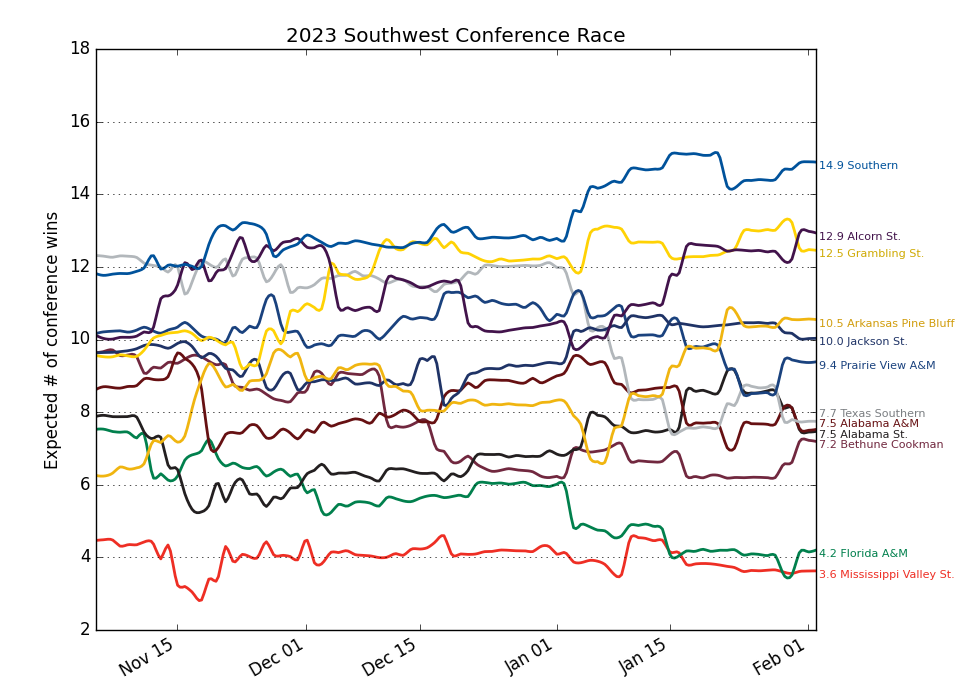 2023 Southwest Conference Race
Expected # of conference wins
18
16
14
12
10
8
6
4
2
Nov 15
Dec 01
Dec 15
Jan 01
Jan 15
Feb 01
14.9 Southern
12.9 Alcorn St.
12.5 Grambling St.
10.5 Arkansas Pine Bluff
10.0 Jackson St.
9.4 Prairie View A&M
7.7 Texas Southern
7.5 Alabama A&M
7.5 Alabama St.
7.2 Bethune Cookman
4.2 Florida A&M
3.6 Mississippi Valley St.